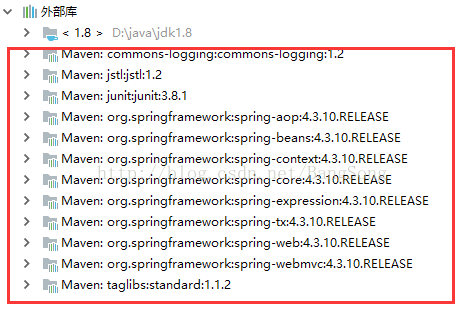 外部库
< 1.8 > D:\java\jdk1.8
Maven: commons-logging:commons-logging:1.2
Maven: jstl:jstl:1.2
Maven: junit:junit:3.8.1
Maven: org.springframework:spring-aop:4.3.10.RELEASE
Maven: org.springframework:spring-beans:4.3.10.RELEASE
Maven: org.springframework:spring-context:4.3.10.RELEASE
http://blog.csdn.net/BangSong
Maven: org.springframework:spring-core:4.3.10.RELEASE
Maven: org.springframework:spring-expression:4.3.10.RELEASE
Maven: org.springframework:spring-tx:4.3.10.RELEASE
Maven: org.springframework:spring-web:4.3.10.RELEASE
Maven: org.springframework:spring-webmvc:4.3.10.RELEASE
Maven: taglibs:standard:1.1.2